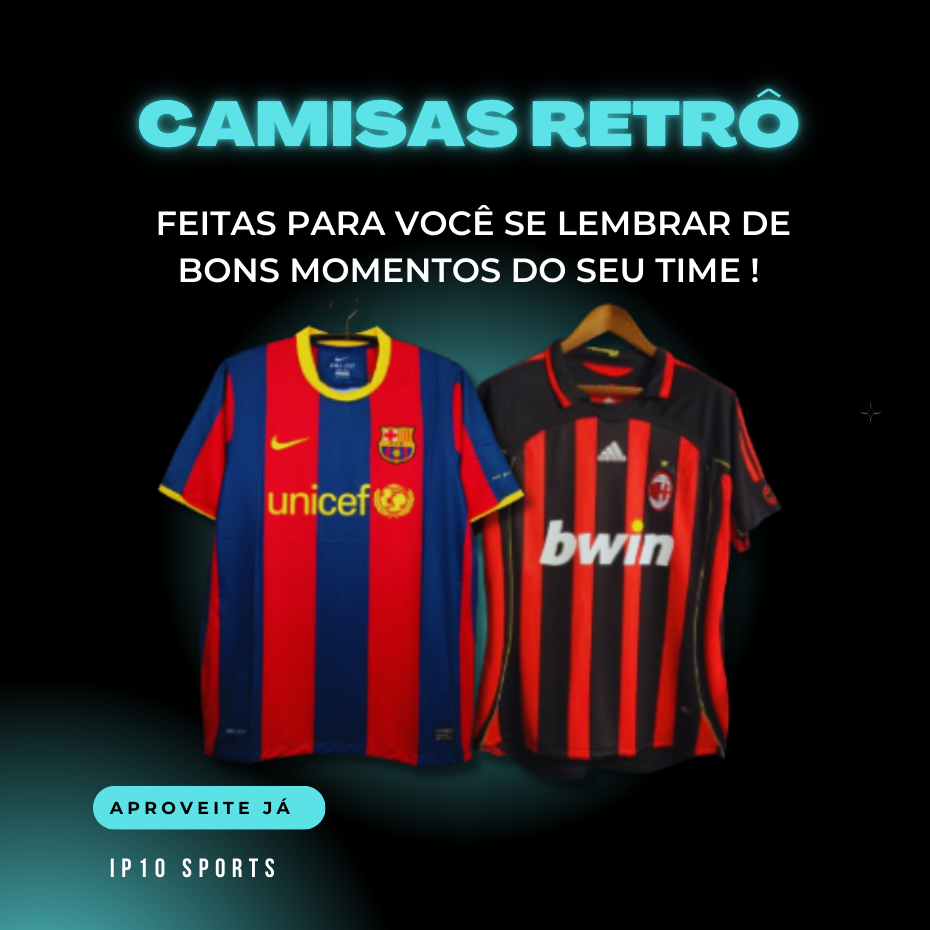 CAMISAS RETRÔ
FEITAS PARA VOCÊ SE LEMBRAR DE
BONS MOMENTOS DO SEU TIME !
unicef
bwin
APROVEITE JÁ
IP10 SPORTS